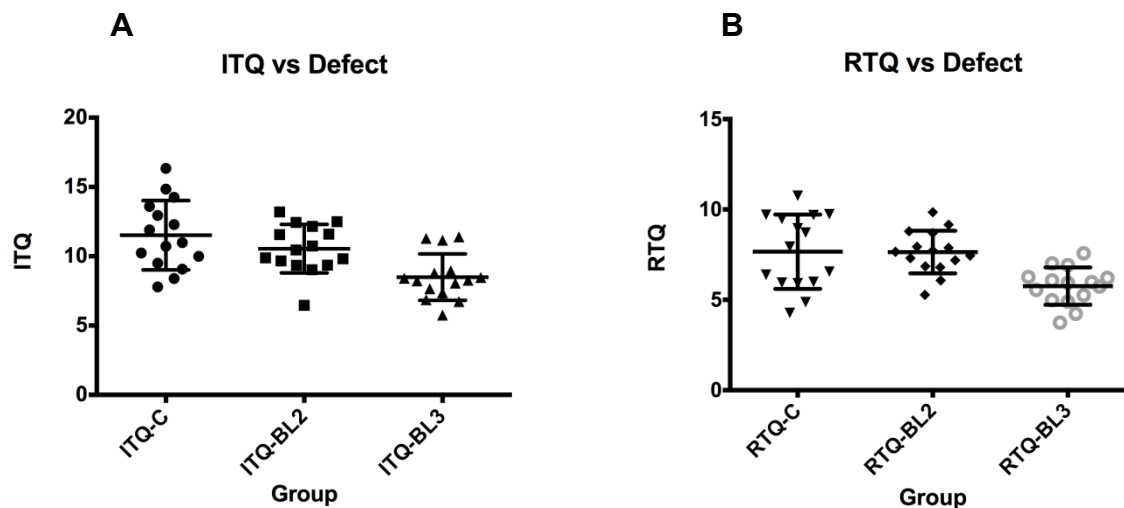 A
ITQ vs Defect
ITQ
20
15
10
5
0
ITQ-C
ITQ-BL2
ITQ-BL3
Group
B
RTQ vs Defect
RTQ
15
10
5
0
RTQ-C
RTQ-BL2
RTQ-BL3
Group